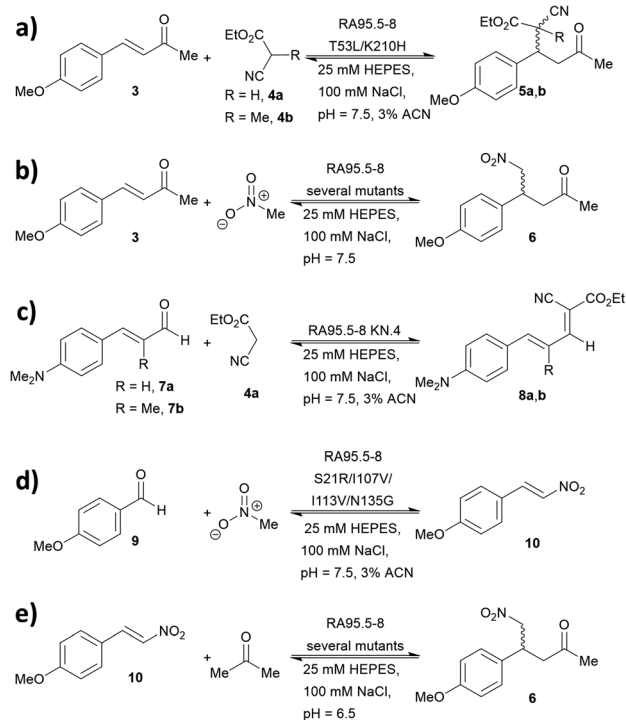 a)
O
Me
MeO
3
+
EtO₂C
R
CN
R = H, 4a
R = Me, 4b
RA95.5-8
T53L/K210H
25 mM HEPES,
100 mM NaCl,
pH = 7.5, 3% ACN
CN
EtO₂C
R
O
MeO
5a,b
b)
O
Me
MeO
3
+
O
N⊕
O
⊖
Me
RA95.5-8
several mutants
25 mM HEPES,
100 mM NaCl,
pH = 7.5
O₂N
O
MeO
6
c)
O
H
R
Me₂N
R = H, 7a
R = Me, 7b
+
EtO₂C
CN
4a
RA95.5-8 KN.4
25 mM HEPES,
100 mM NaCl,
pH = 7.5, 3% ACN
NC
CO₂Et
H
R
Me₂N
8a,b
d)
O
H
MeO
9
+
O
N⊕
O
⊖
Me
RA95.5-8
S21R/I107V/
I113V/N135G
25 mM HEPES,
100 mM NaCl,
pH = 7.5, 3% ACN
NO₂
MeO
10
e)
NO₂
MeO
10
+
O
Me
Me
RA95.5-8
several mutants
25 mM HEPES,
100 mM NaCl,
pH = 6.5
O₂N
O
MeO
6